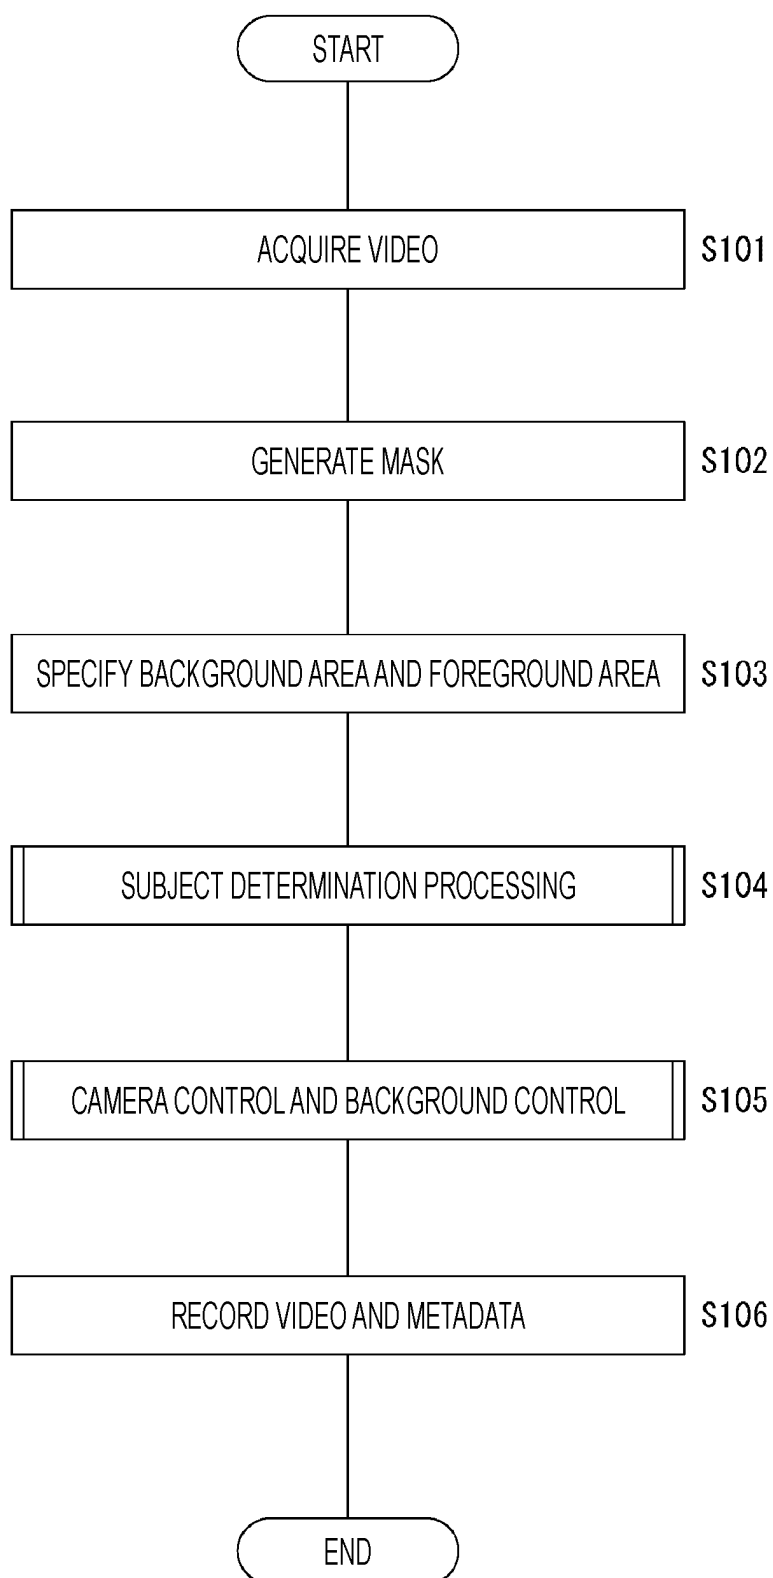 START
ACQUIRE VIDEO S101
GENERATE MASK S102
SPECIFY BACKGROUND AREA AND FOREGROUND AREA S103
SUBJECT DETERMINATION PROCESSING S104
CAMERA CONTROL AND BACKGROUND CONTROL S105
RECORD VIDEO AND METADATA S106
END